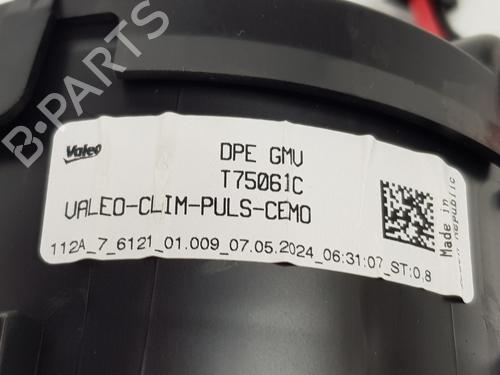 B-PARTS
Valeo
DPE GMV
T75061C
VALEO-CLIM-PULS-CEMO
112A_7_6121_01.009_07.05.2024_06:31:07_ST:0,8
Made in
republic